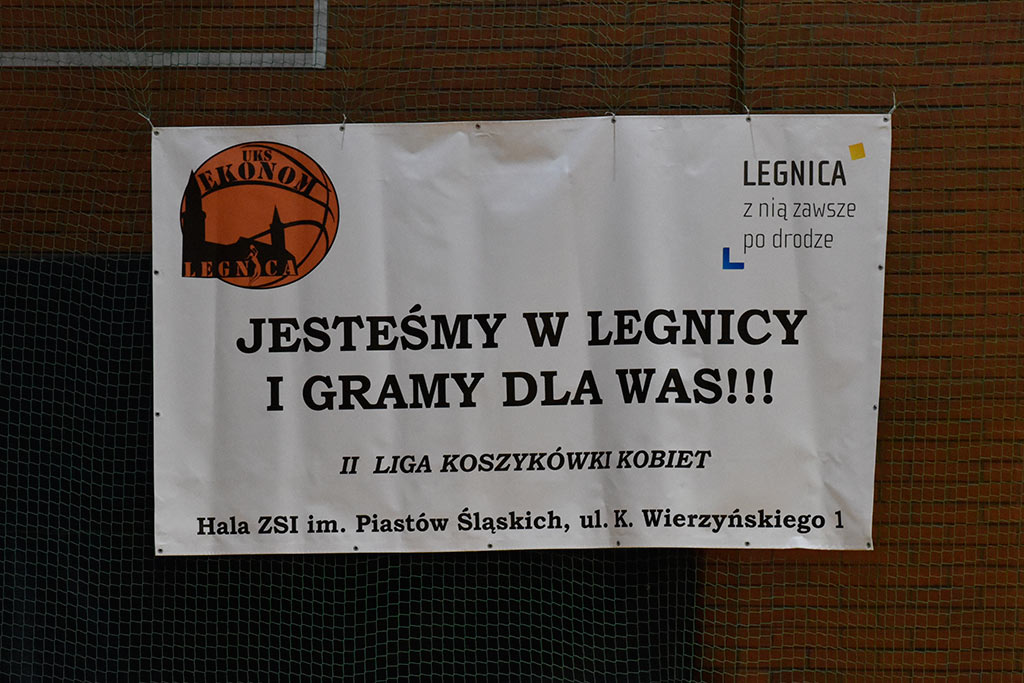 UKS
EKONOM
LEGNICA
LEGNICA
z nią zawsze
po drodze
JESTEŚMY W LEGNICY
I GRAMY DLA WAS!!!
II LIGA KOSZYKÓWKI KOBIET
Hala ZSI im. Piastów Śląskich, ul. K. Wierzyńskiego 1